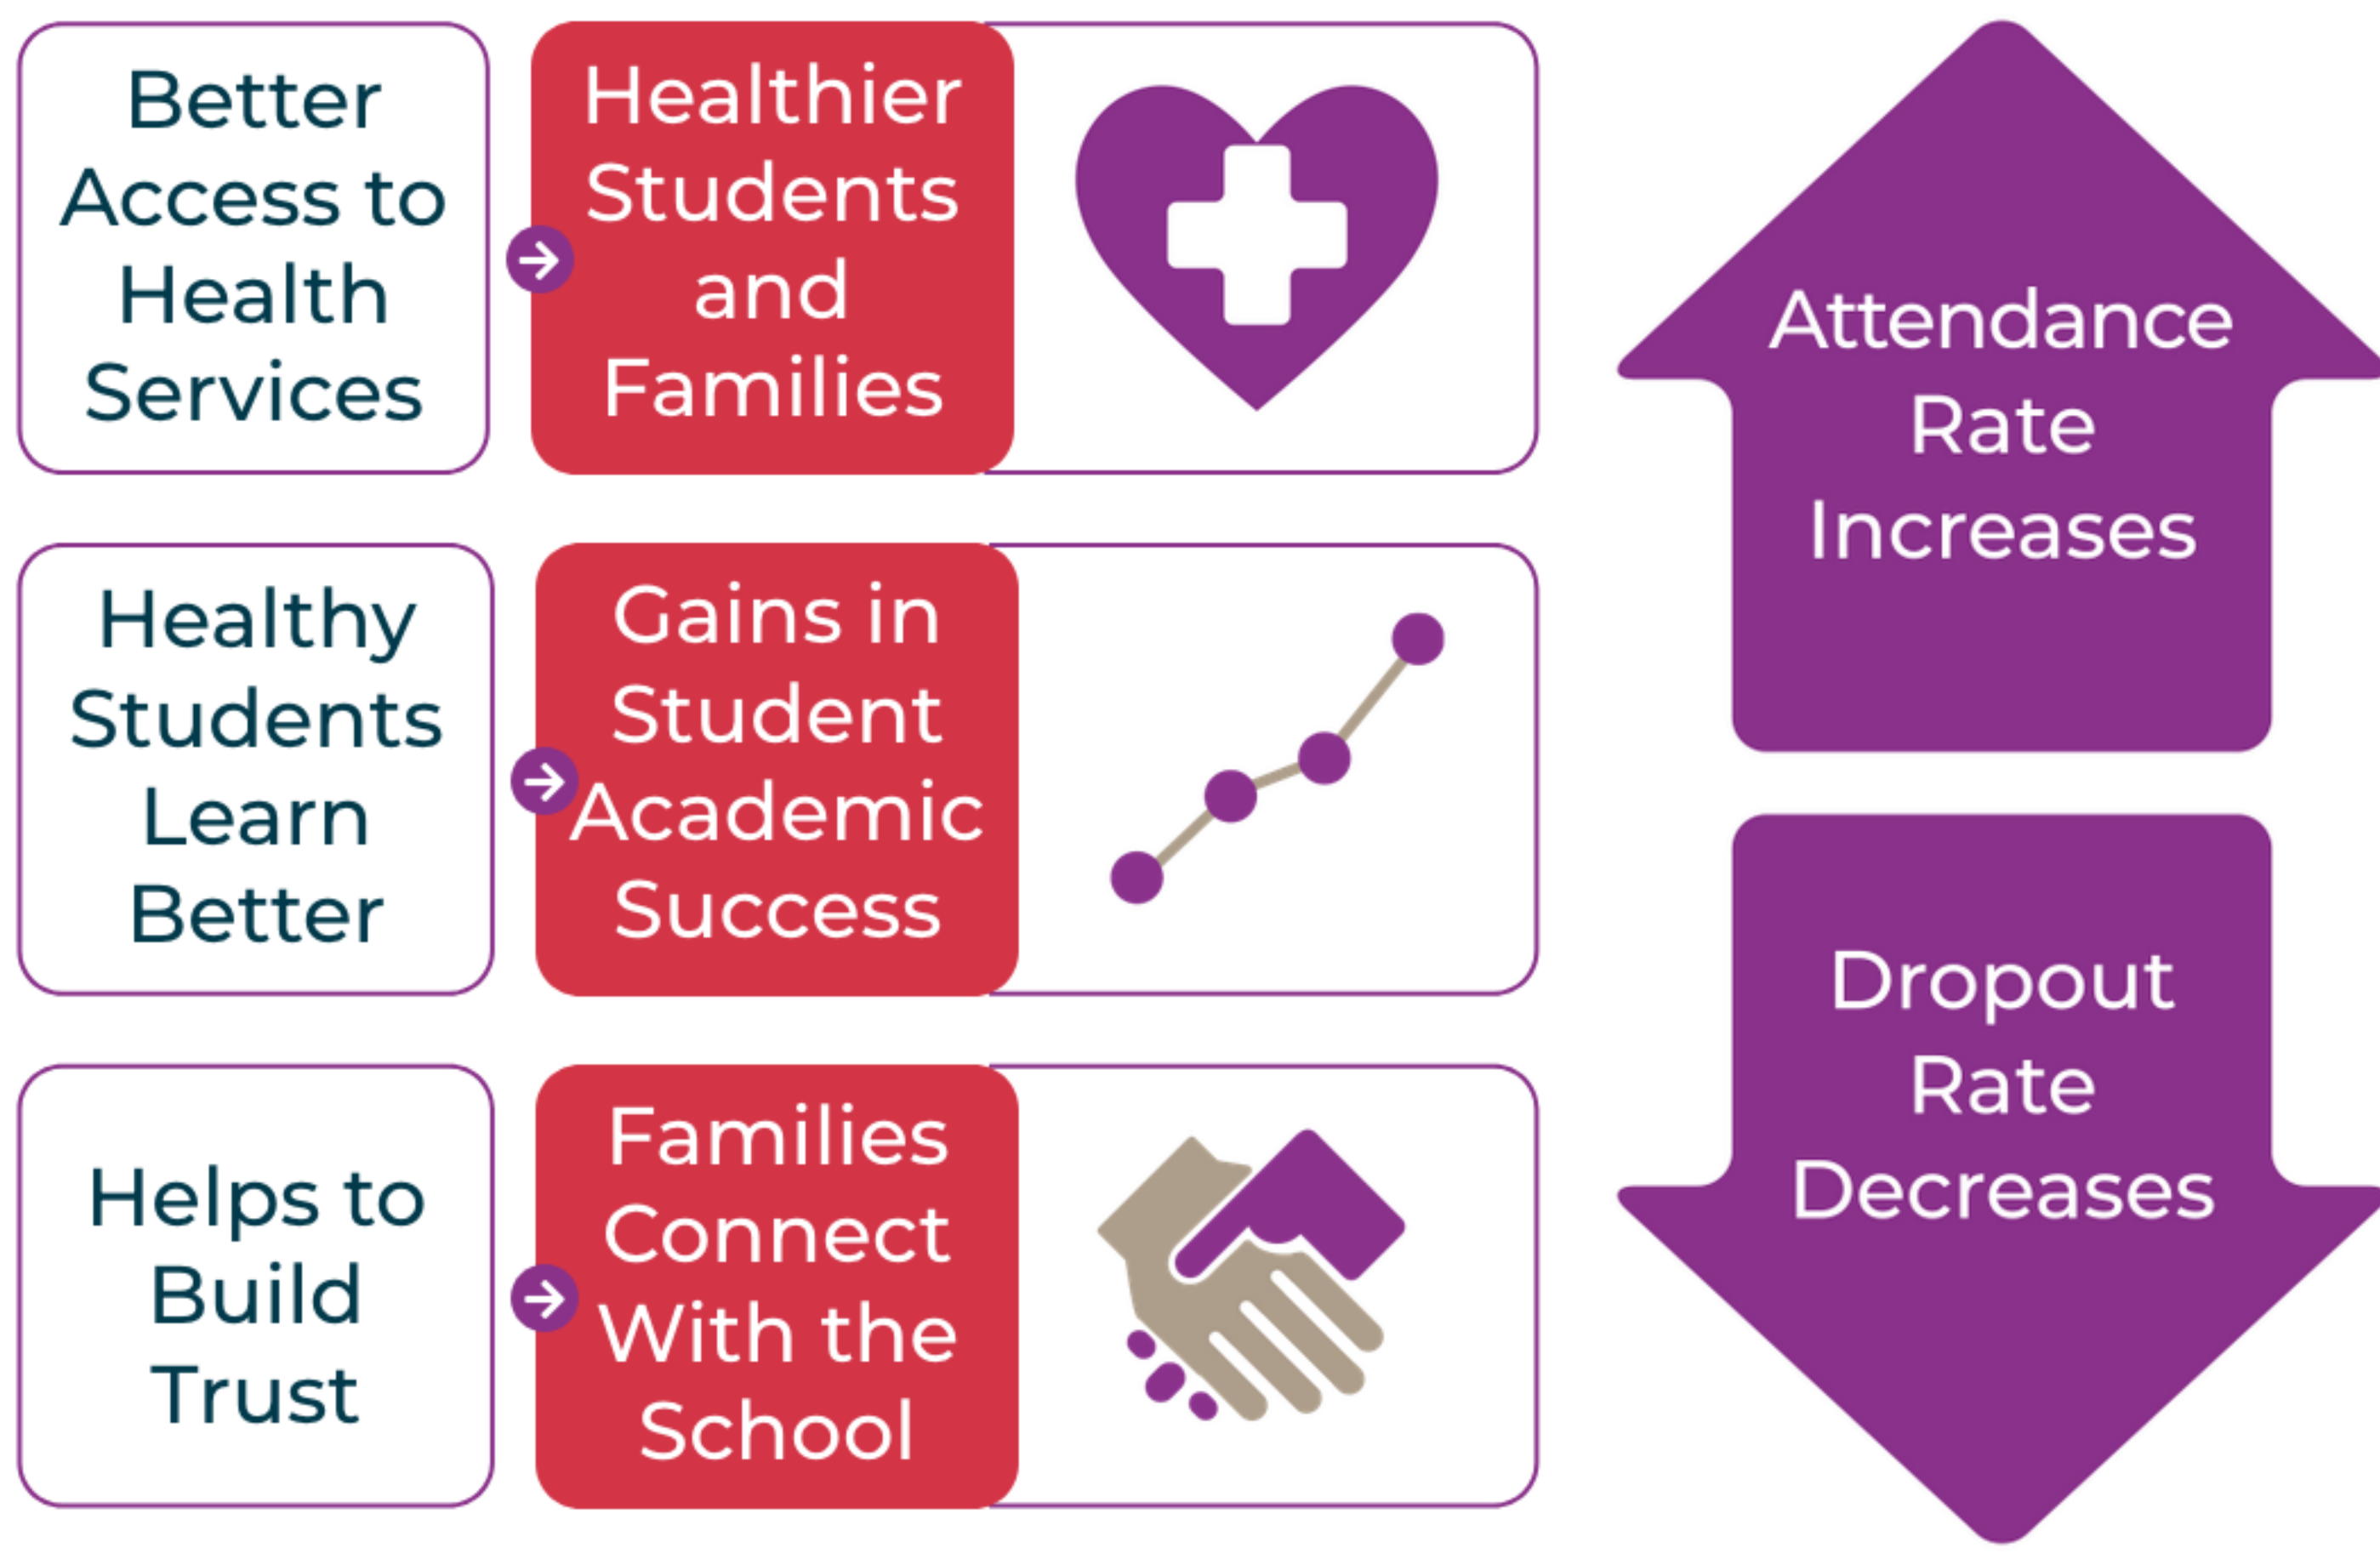 Better
Access to
Health
Services
Healthier
Students
and
Families
Healthy
Students
Learn
Better
Gains in
Student
Academic
Success
Helps to
Build
Trust
Families
Connect
With the
School
Attendance
Rate
Increases
Dropout
Rate
Decreases